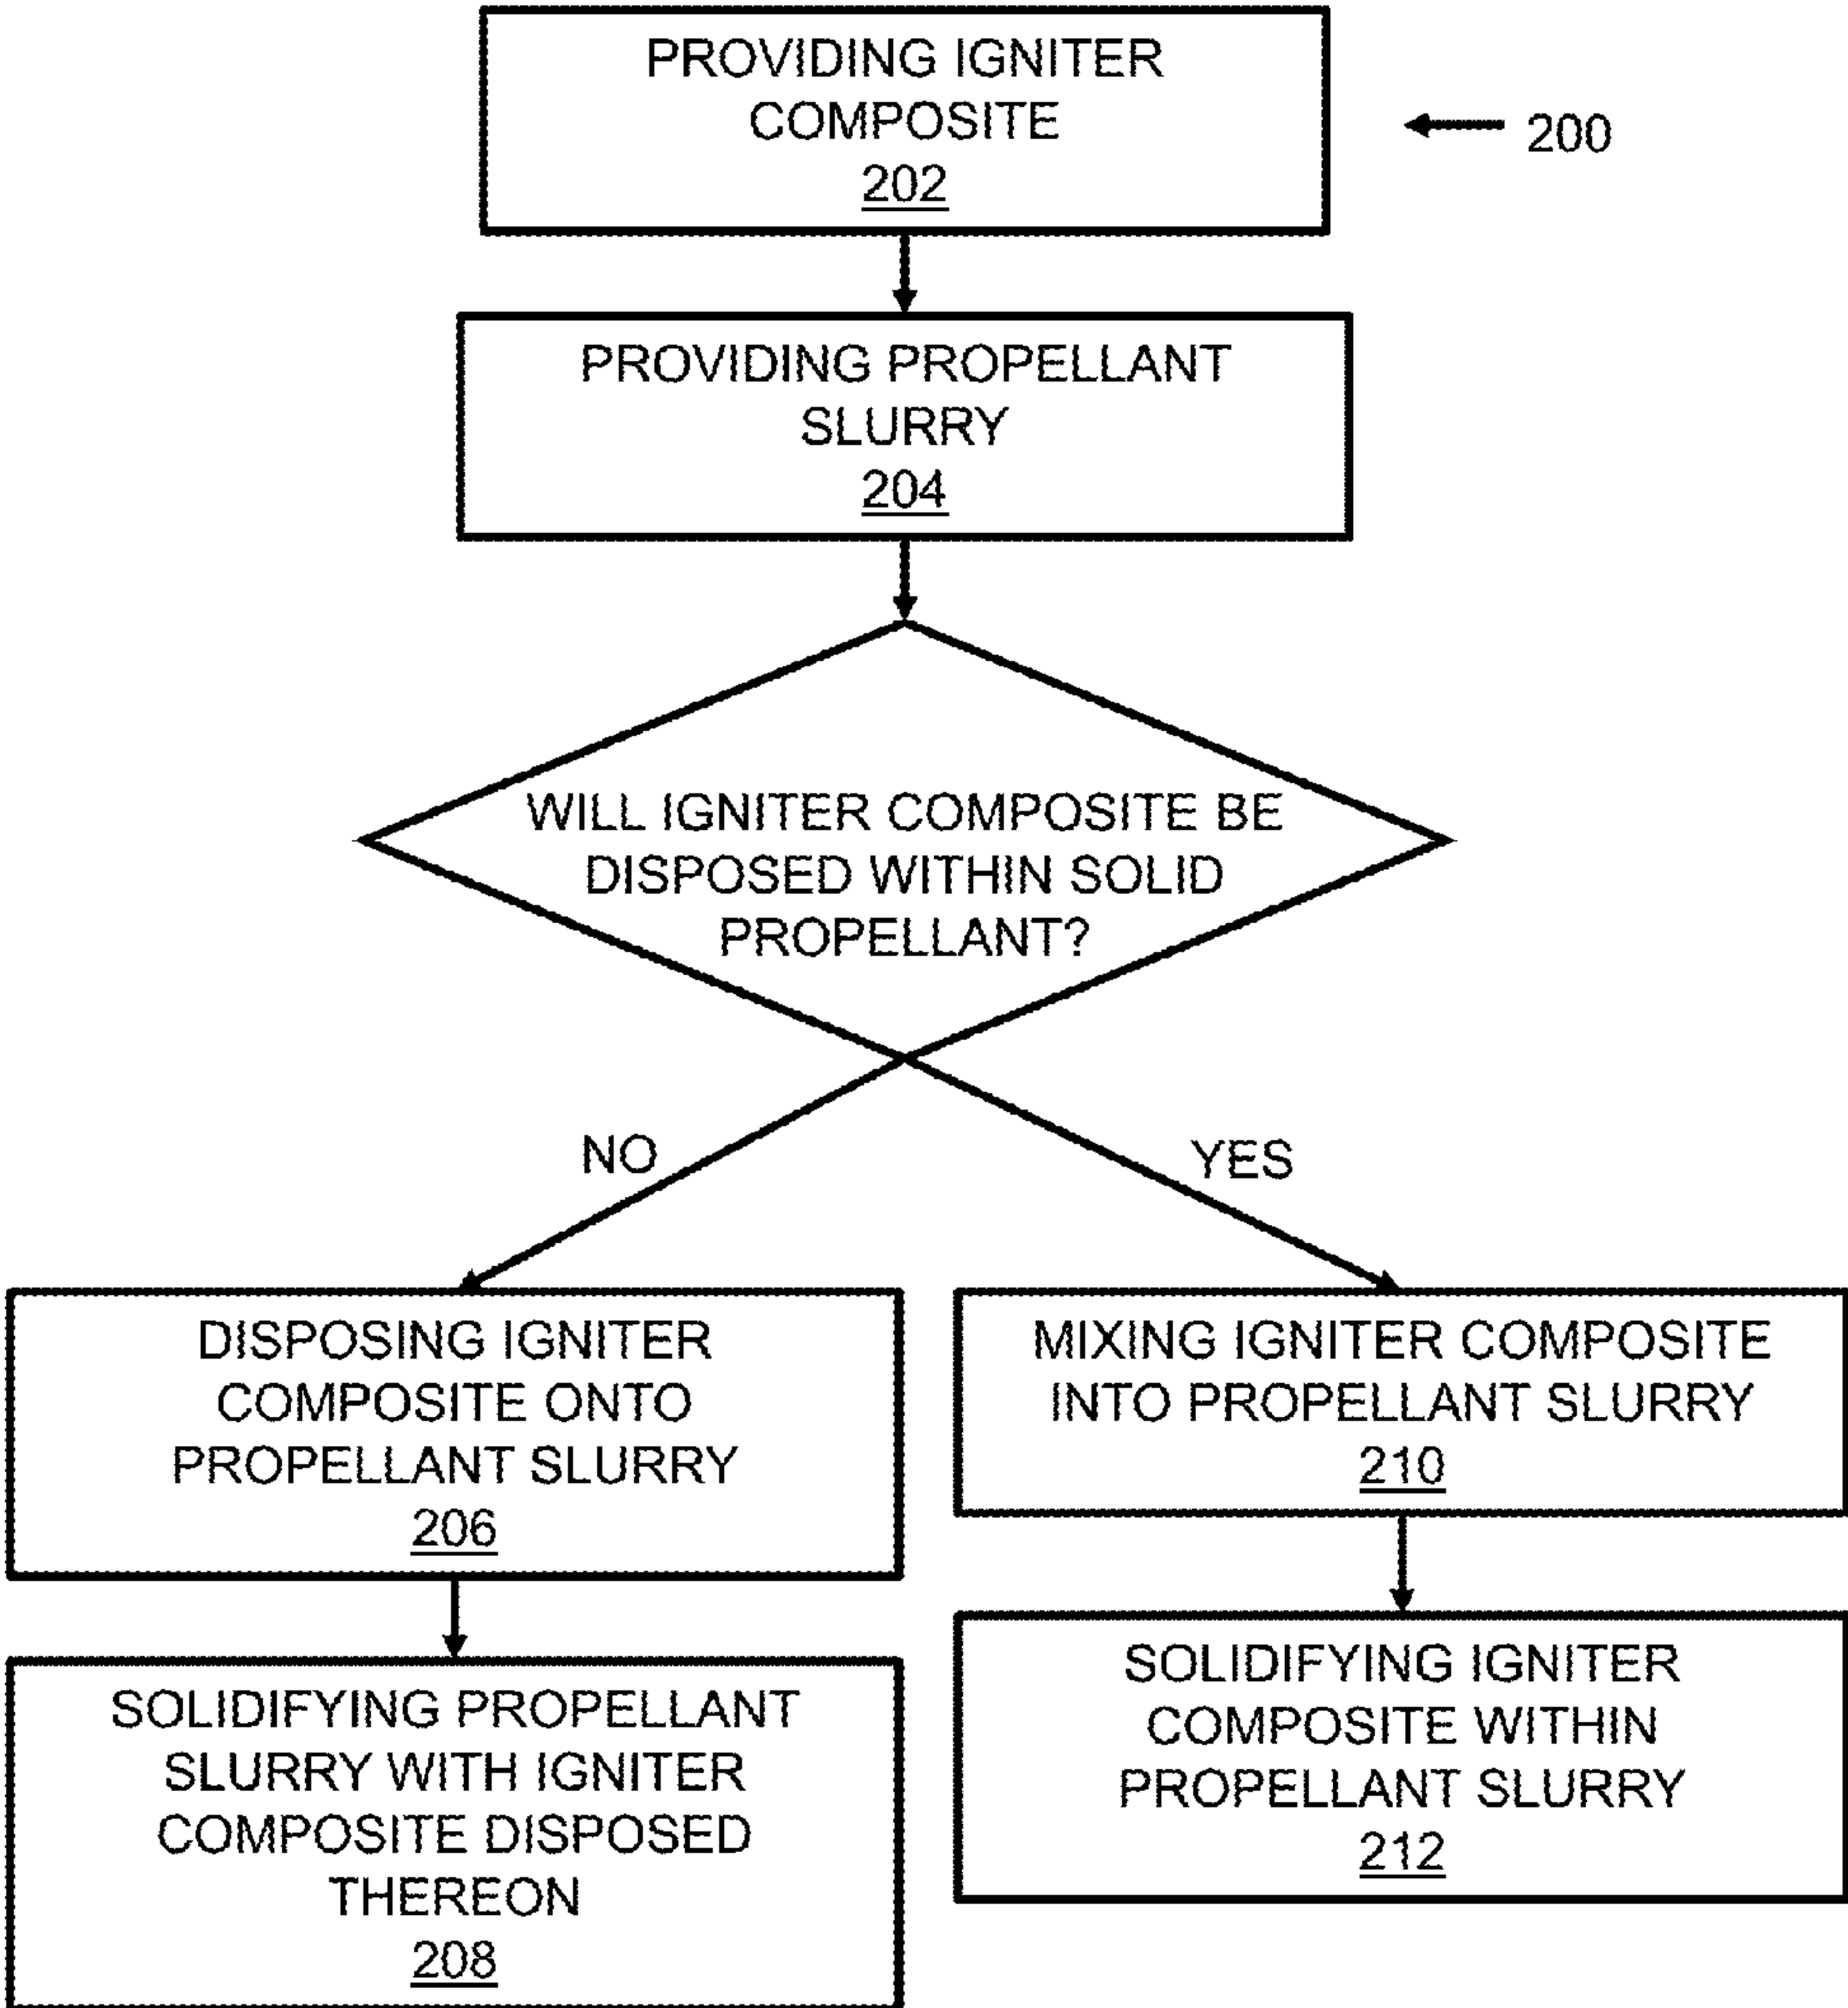 PROVIDING IGNITER
COMPOSITE
202
200
PROVIDING PROPELLANT
SLURRY
204
WILL IGNITER COMPOSITE BE
DISPOSED WITHIN SOLID
PROPELLANT?
NO
YES
DISPOSING IGNITER
COMPOSITE ONTO
PROPELLANT SLURRY
206
MIXING IGNITER COMPOSITE
INTO PROPELLANT SLURRY
210
SOLIDIFYING PROPELLANT
SLURRY WITH IGNITER
COMPOSITE DISPOSED
THEREON
208
SOLIDIFYING IGNITER
COMPOSITE WITHIN
PROPELLANT SLURRY
212